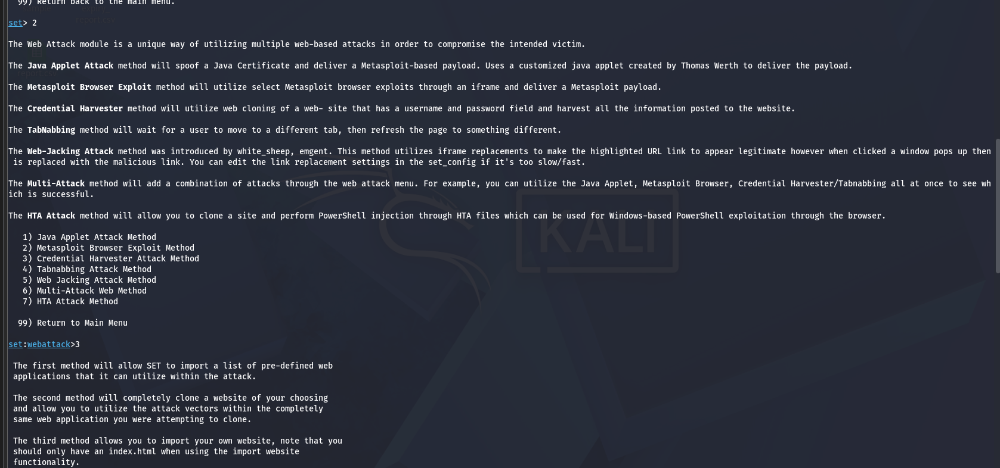 99) Return back to the main menu.
set> 2
The Web Attack module is a unique way of utilizing multiple web-based attacks in order to compromise the intended victim.
The Java Applet Attack method will spoof a Java Certificate and deliver a Metasploit-based payload. Uses a customized java applet created by Thomas Werth to deliver the payload.
The Metasploit Browser Exploit method will utilize select Metasploit browser exploits through an iframe and deliver a Metasploit payload.
The Credential Harvester method will utilize web cloning of a web- site that has a username and password field and harvest all the information posted to the website.
The TabNabbing method will wait for a user to move to a different tab, then refresh the page to something different.
The Web-Jacking Attack method was introduced by white_sheep, emgent. This method utilizes iframe replacements to make the highlighted URL link to appear legitimate however when clicked a window pops up then
is replaced with the malicious link. You can edit the link replacement settings in the set_config if it's too slow/fast.
The Multi-Attack method will add a combination of attacks through the web attack menu. For example, you can utilize the Java Applet, Metasploit Browser, Credential Harvester/Tabnabbing all at once to see wh
ich is successful.
The HTA Attack method will allow you to clone a site and perform PowerShell injection through HTA files which can be used for Windows-based PowerShell exploitation through the browser.
KALI
1) Java Applet Attack Method
2) Metasploit Browser Exploit Method
3) Credential Harvester Attack Method
4) Tabnabbing Attack Method
5) Web Jacking Attack Method
6) Multi-Attack Web Method
7) HTA Attack Method
99) Return to Main Menu
set:webattack>3
The first method will allow SET to import a list of pre-defined web
applications that it can utilize within the attack.
The second method will completely clone a website of your choosing
and allow you to utilize the attack vectors within the completely
same web application you were attempting to clone.
The third method allows you to import your own website, note that you
should only have an index.html when using the import website
functionality.